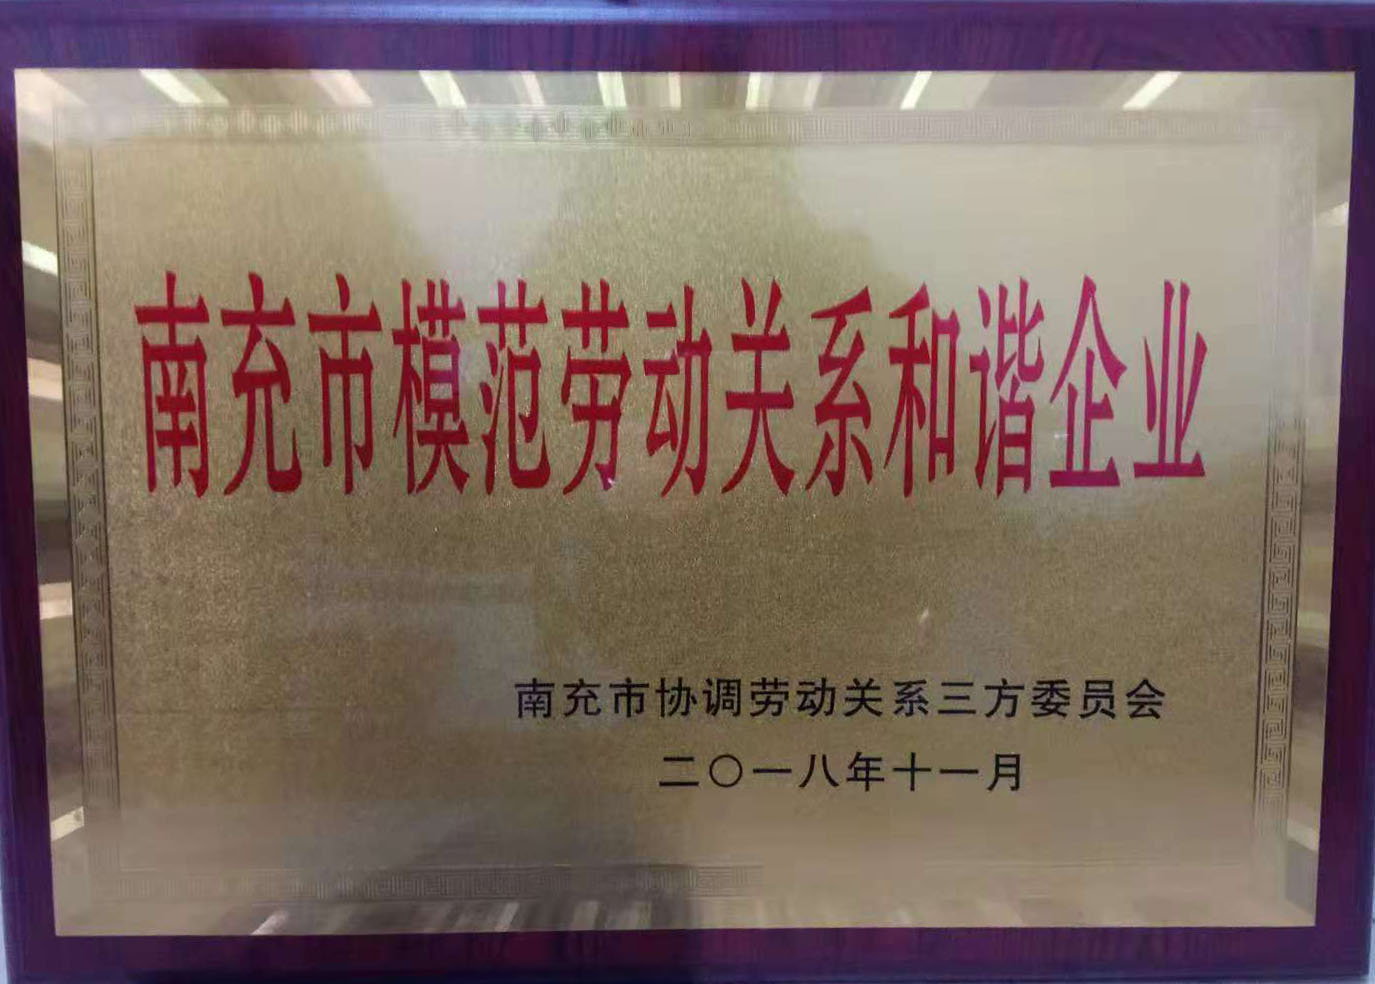 南充市模范劳动关系和谐企业
南充市协调劳动关系三方委员会
二〇一八年十一月